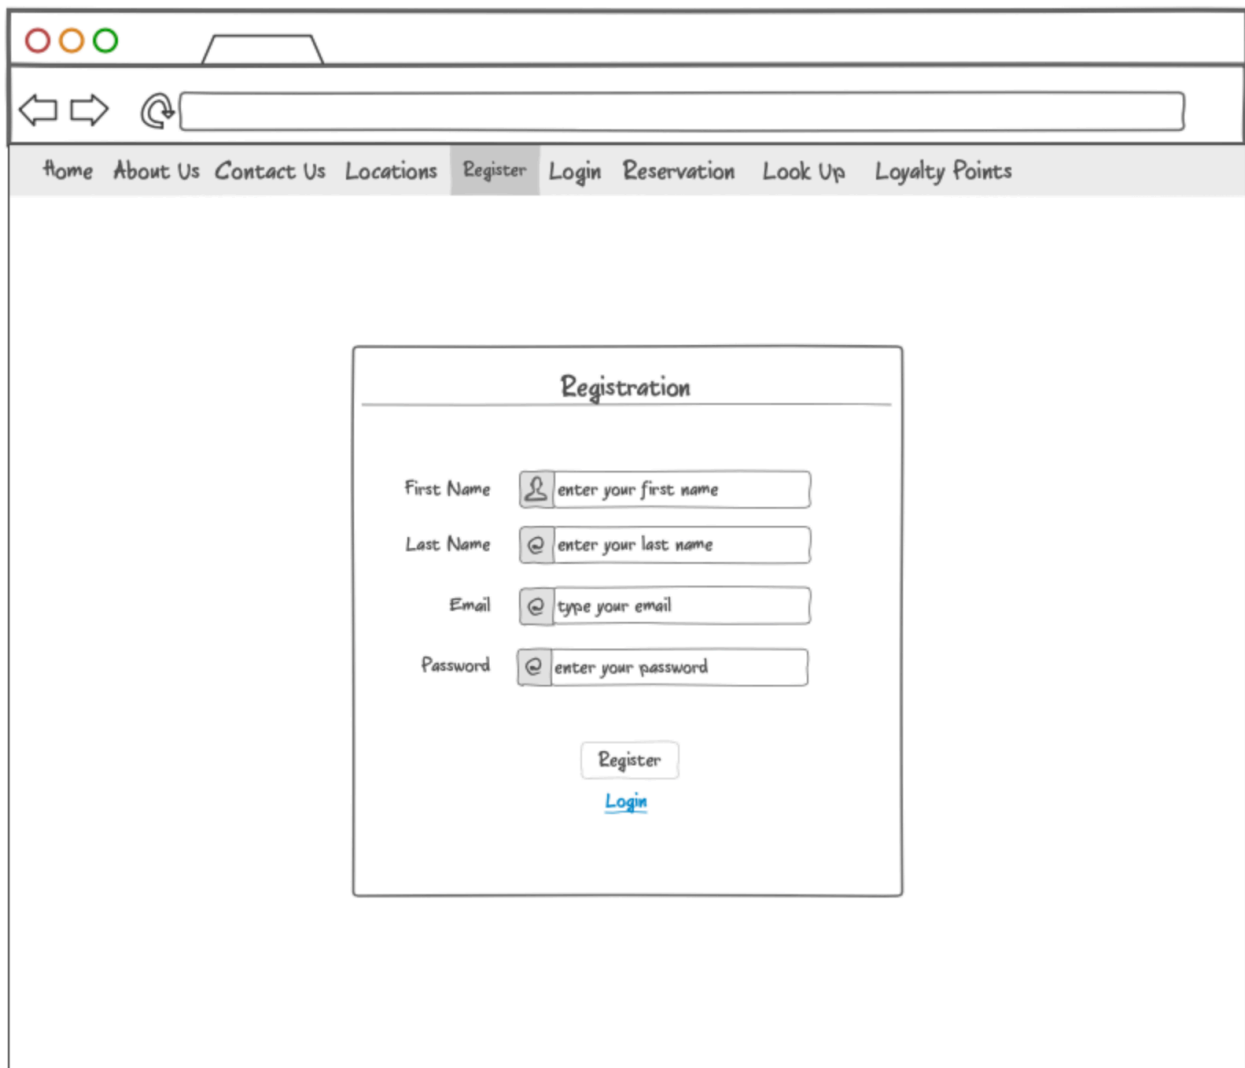 Home About Us Contact Us Locations Register Login Reservation Look Up Loyalty Points
Registration
First Name enter your first name
Last Name @ enter your last name
Email @ type your email
Password @ enter your password
Register
Login